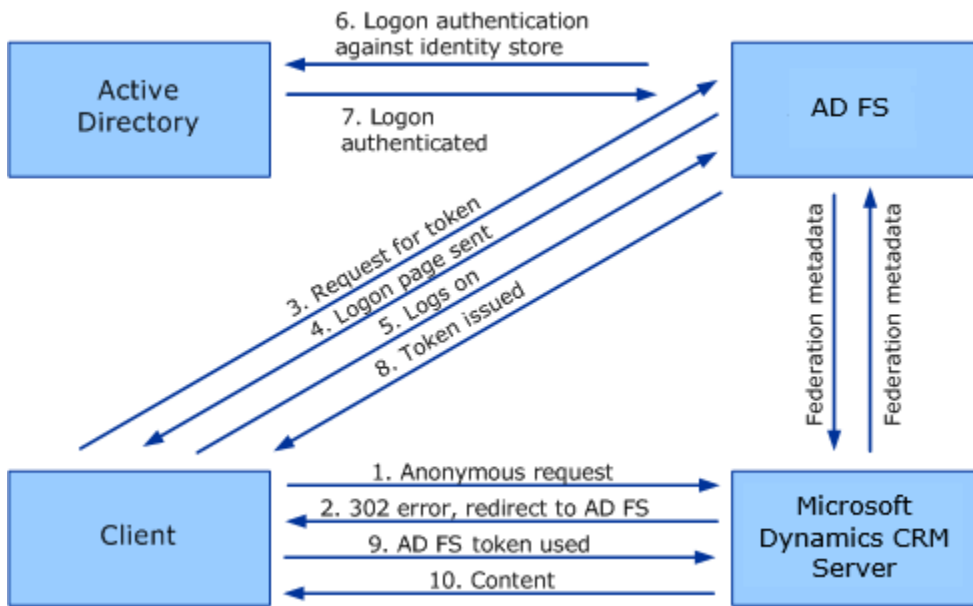 6. Logon authentication
against identity store
Active
Directory
AD FS
7. Logon
authenticated
3. Request for token
4. Logon page sent
5. Logs on
8. Token issued
Federation metadata
Federation metadata
Client
1. Anonymous request
2. 302 error, redirect to AD FS
9. AD FS token used
10. Content
Microsoft
Dynamics CRM
Server